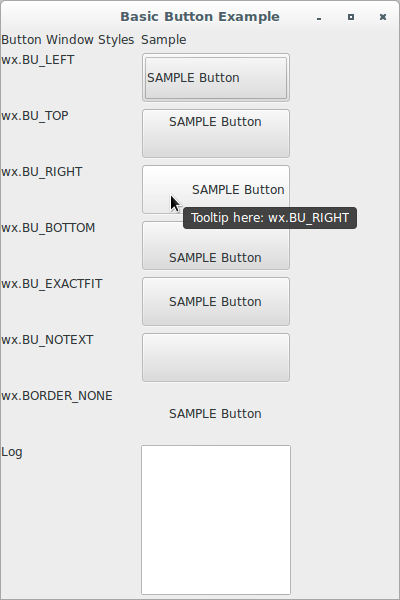 Basic Button Example
Button Window Styles Sample
wx.BU_LEFT
SAMPLE Button
wx.BU_TOP
SAMPLE Button
wx.BU_RIGHT
SAMPLE Button
Tooltip here: wx.BU_RIGHT
wx.BU_BOTTOM
SAMPLE Button
wx.BU_EXACTFIT
SAMPLE Button
wx.BU_NOTEXT
wx.BORDER_NONE
SAMPLE Button
Log